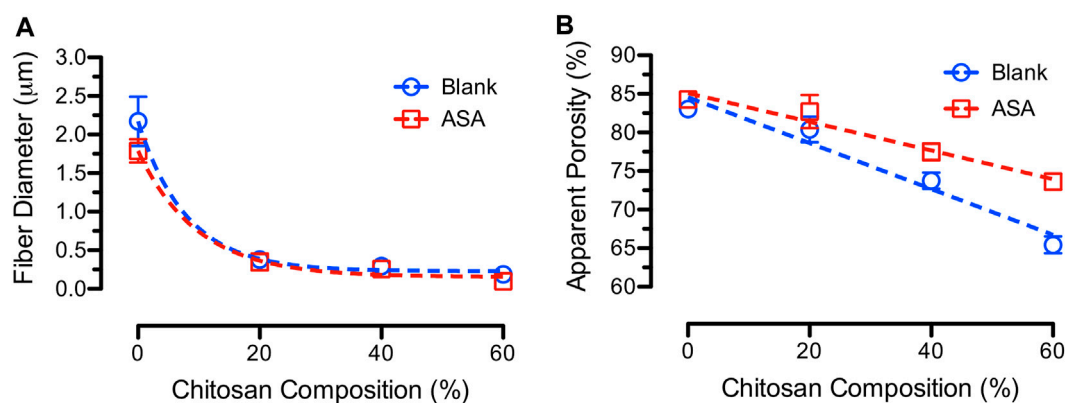 A
Fiber Diameter (μm)
3.0
2.5
2.0
1.5
1.0
0.5
0.0
Blank
ASA
0 20 40 60
Chitosan Composition (%)
B
Apparent Porosity (%)
90
85
80
75
70
65
60
Blank
ASA
0 20 40 60
Chitosan Composition (%)